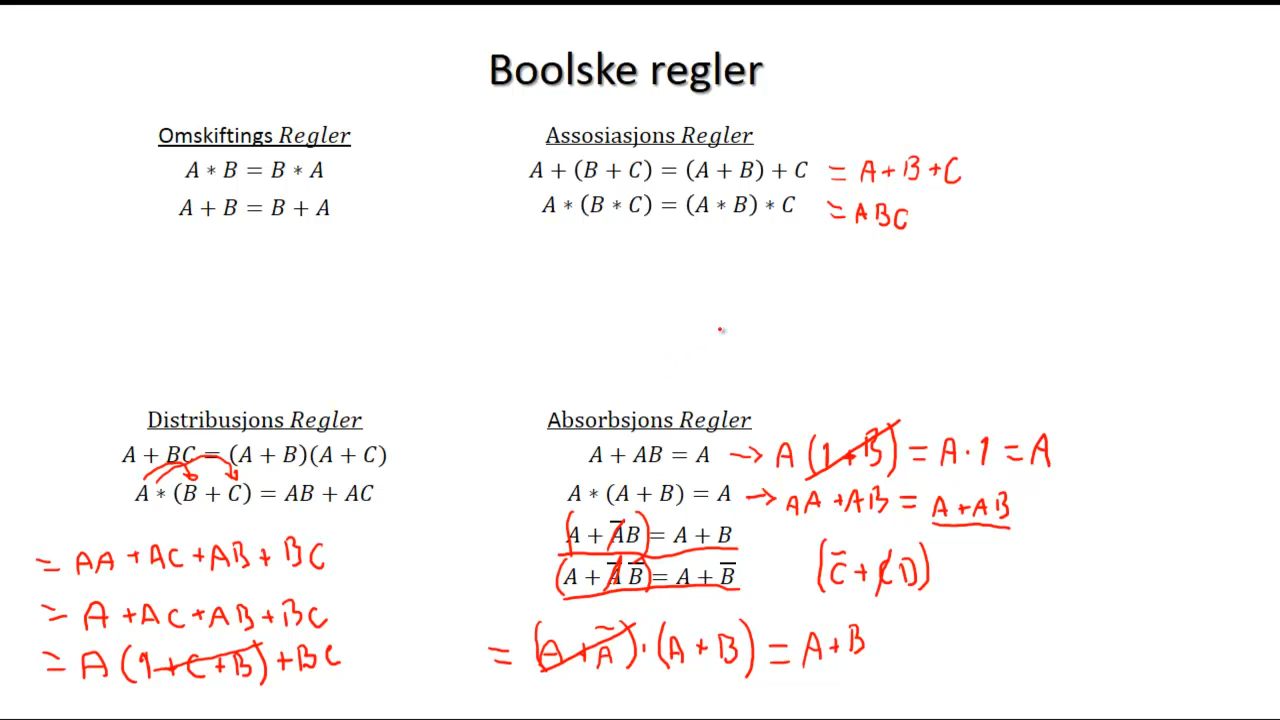 Boolske regler
Omskiftings Regler
A ∗ B = B ∗ A
A + B = B + A
Assosiasjons Regler
A + (B + C) = (A + B) + C = A + B + C
A ∗ (B ∗ C) = (A ∗ B) ∗ C = ABC
Distribusjons Regler
A + BC = (A + B)(A + C)
A ∗ (B + C) = AB + AC
= AA + AC + AB + BC
= A + AC + AB + BC
= A (1 + C + B) + BC
Absorbsjons Regler
A + AB = A → A (1 + B) = A · 1 = A
A ∗ (A + B) = A → AA + AB = A + AB
(A + A̅B) = A + B
(A + A̅ B̅) = A + B̅
(C̅ + CD)
= (A + A̅) · (A + B) = A + B